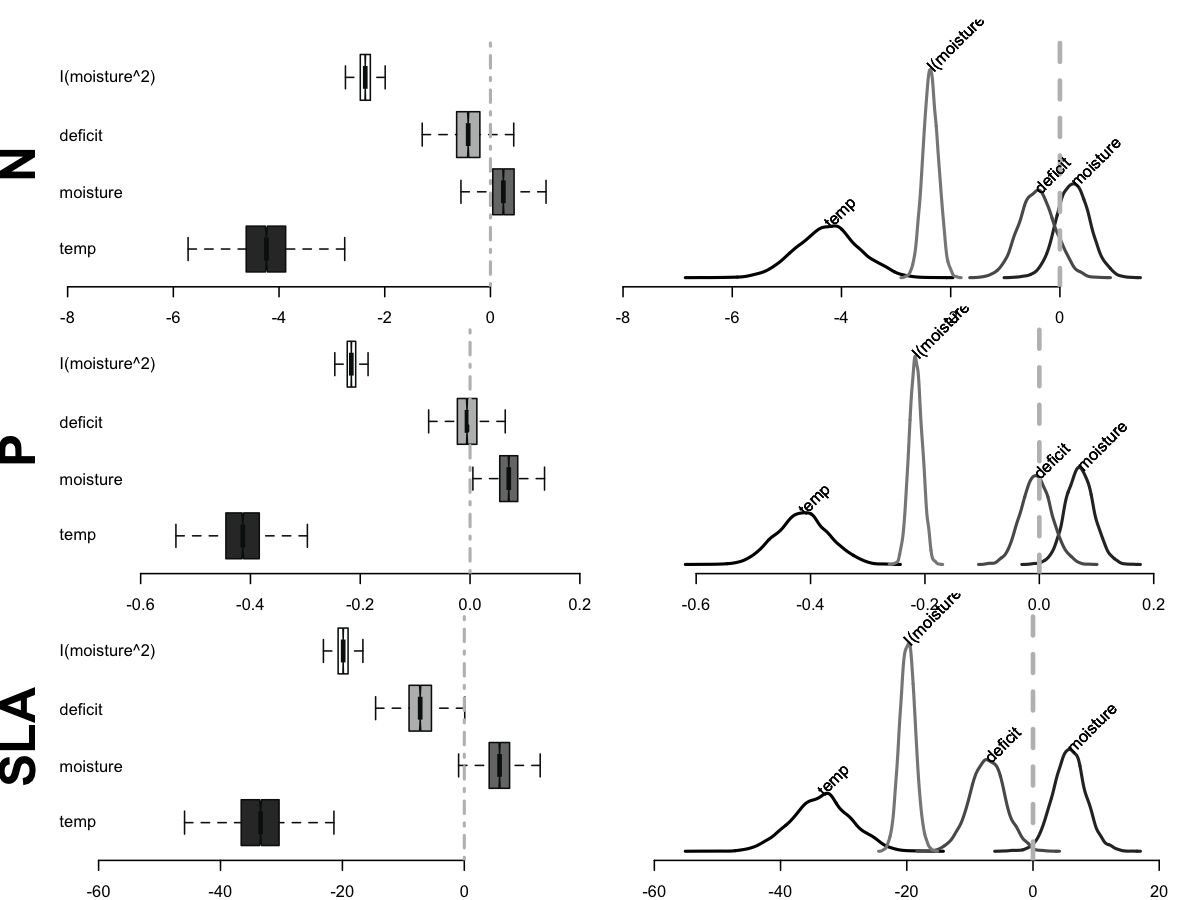 N
I(moisture^2)
deficit
moisture
temp
-8 -6 -4 -2 0
I(moisture
deficit
moisture
temp
-8 -6 -4 0
P
I(moisture^2)
deficit
moisture
temp
-0.6 -0.4 -0.2 0.0 0.2
I(moisture
deficit
moisture
temp
-0.6 -0.4 -0.2 0.0 0.2
SLA
I(moisture^2)
deficit
moisture
temp
-60 -40 -20 0
I(moisture
deficit
moisture
temp
-60 -40 -20 0 20